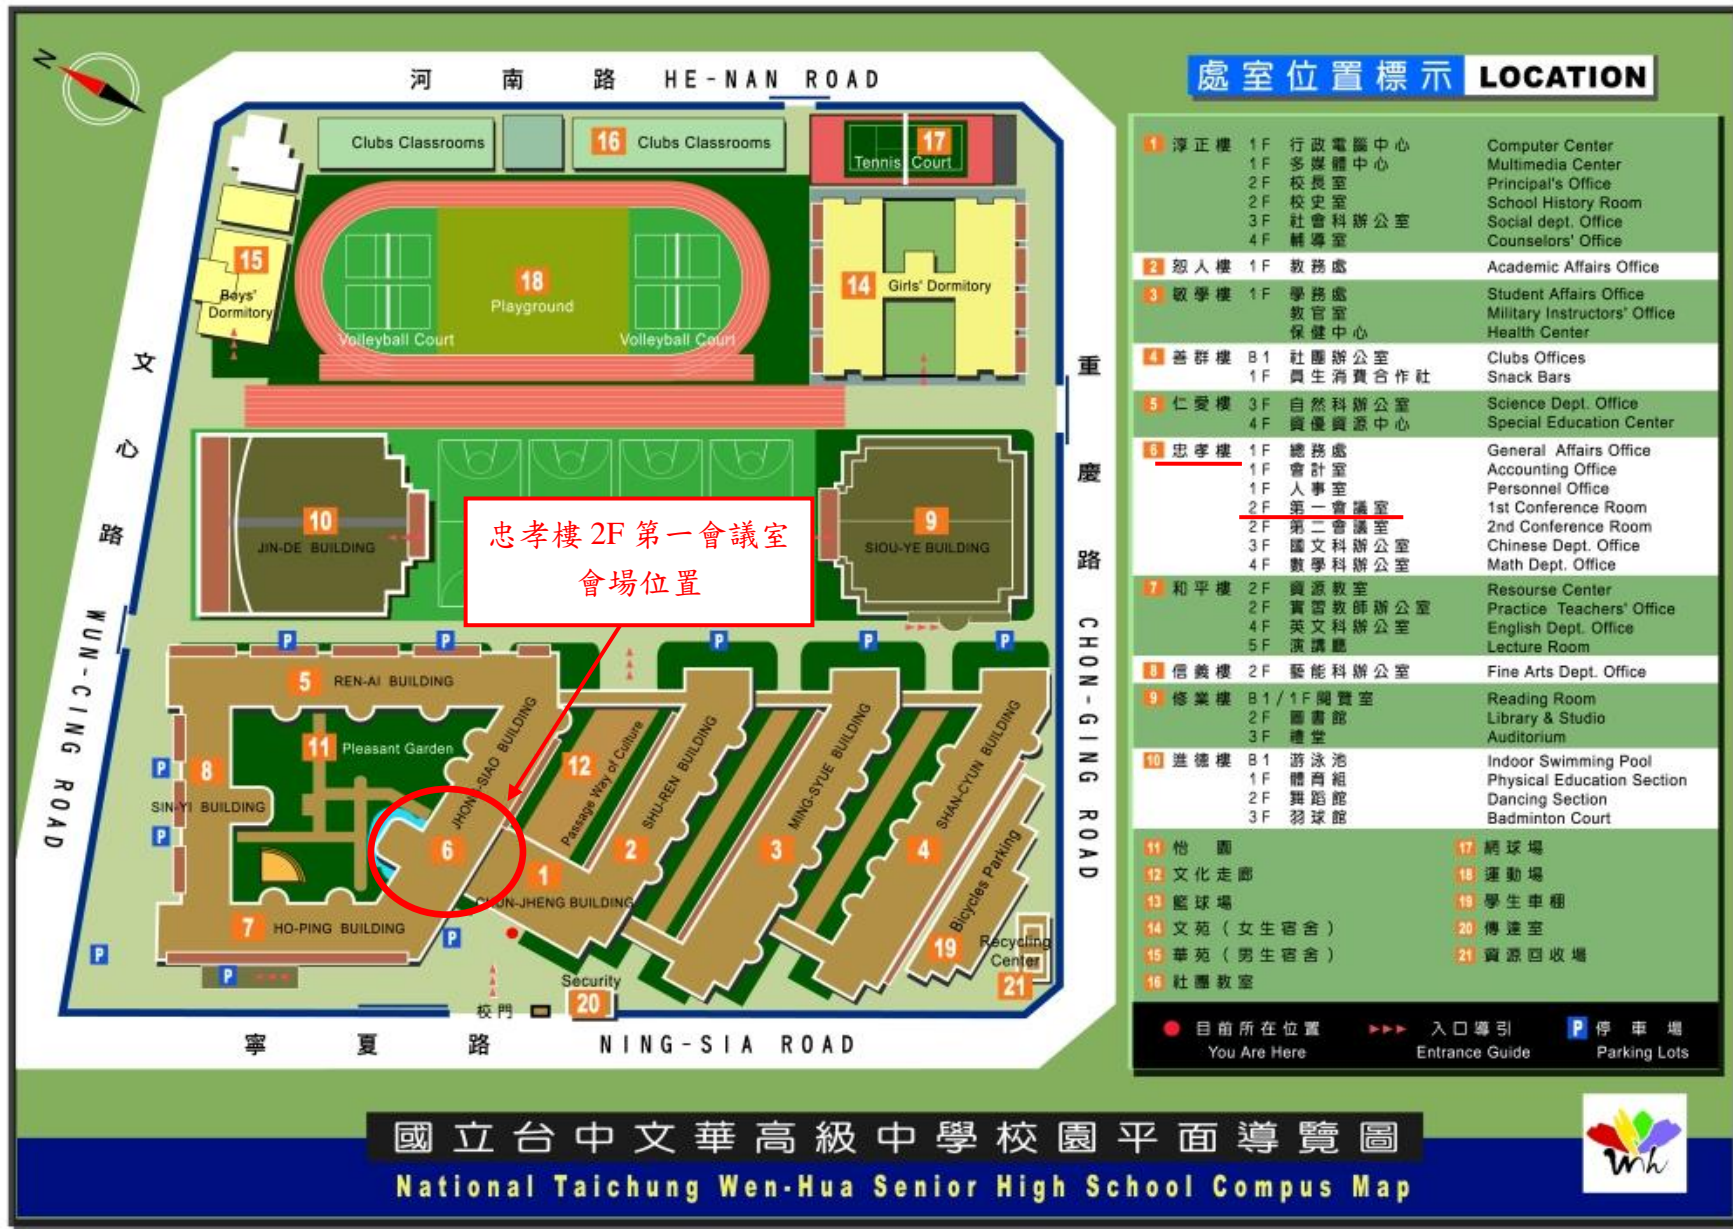 N
河南路 HE-NAN ROAD
處室位置標示 LOCATION
Clubs Classrooms
16 Clubs Classrooms
17
Tennis Court
15
Boys'
Dormitory
18
Playground
Volleyball Court
Volleyball Court
14 Girls' Dormitory
文心路 WUN-CING ROAD
重慶路 CHON-GING ROAD
10
JIN-DE BUILDING
9
SIOU-YE BUILDING
忠孝樓 2F 第一會議室
會場位置
P
P
P
P
P
5 REN-AI BUILDING
11 Pleasant Garden
JHONG-SIAO BUILDING
12
Passage Way of Culture
SHU-REN BUILDING
MING-SYUE BUILDING
SHAN-CYUN BUILDING
P
8
SIN-YI BUILDING
P
6
1
CHUN-JHENG BUILDING
2
3
4
Bicycles Parking
7 HO-PING BUILDING
P
P
P
19
Recycling
Center
21
Security
20
校門
寧夏路 NING-SIA ROAD
1 淳正樓 1F 行政電腦中心 Computer Center
1F 多媒體中心 Multimedia Center
2F 校長室 Principal's Office
2F 校史室 School History Room
3F 社會科辦公室 Social dept. Office
4F 輔導室 Counselors' Office
2 恕人樓 1F 教務處 Academic Affairs Office
3 敏學樓 1F 學務處 Student Affairs Office
教官室 Military Instructors' Office
保健中心 Health Center
4 善群樓 B1 社團辦公室 Clubs Offices
1F 員生消費合作社 Snack Bars
5 仁愛樓 3F 自然科辦公室 Science Dept. Office
4F 資優資源中心 Special Education Center
6 忠孝樓 1F 總務處 General Affairs Office
1F 會計室 Accounting Office
1F 人事室 Personnel Office
2F 第一會議室 1st Conference Room
2F 第二會議室 2nd Conference Room
3F 國文科辦公室 Chinese Dept. Office
4F 數學科辦公室 Math Dept. Office
7 和平樓 2F 資源教室 Resourse Center
2F 實習教師辦公室 Practice Teachers' Office
4F 英文科辦公室 English Dept. Office
5F 演講廳 Lecture Room
8 信義樓 2F 藝能科辦公室 Fine Arts Dept. Office
9 修業樓 B1/1F閱覽室 Reading Room
2F 圖書館 Library & Studio
3F 禮堂 Auditorium
10 進德樓 B1 游泳池 Indoor Swimming Pool
1F 體育組 Physical Education Section
2F 舞蹈館 Dancing Section
3F 羽球館 Badminton Court
11 怡園
12 文化走廊
13 籃球場
14 文苑(女生宿舍)
15 華苑(男生宿舍)
16 社團教室
17 網球場
18 運動場
19 學生車棚
20 傳達室
21 資源回收場
目前所在位置 入口導引 P 停車場
You Are Here Entrance Guide Parking Lots
國立台中文華高級中學校園平面導覽圖
National Taichung Wen-Hua Senior High School Compus Map
Wh